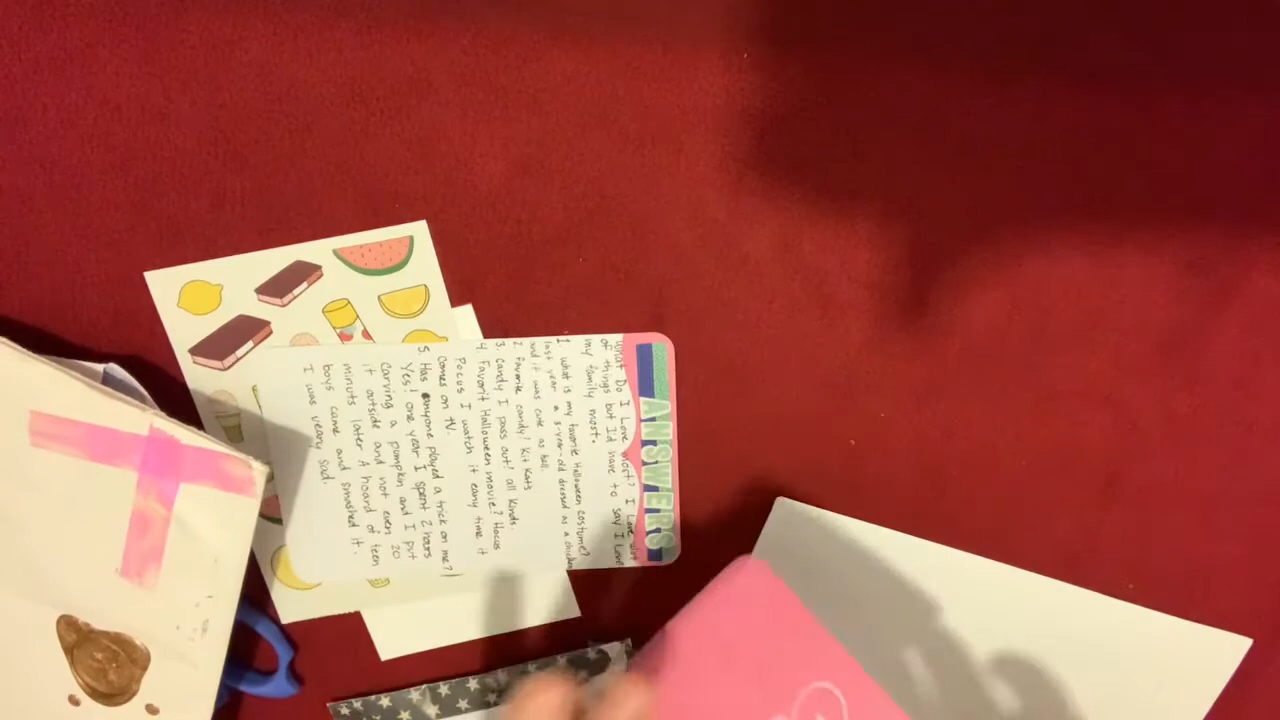 ANSWERS
What Do I Love most? I Love alot
of things but I'd have to say I Love
my family most.
1. what is my favorite Halloween costume?
last year a 3-year-old dressed as a chicken
and it was cute as hell.
2. favorite candy? Kit Kats
3. candy I pass out? all kinds.
4. Favorit Halloween movie? Hocus
Pocus I watch it eany time it
comes on TV.
5. Has anyone played a trick on me?
Yes! one year I spent 2 hours
carving a pumpkin and I put
it outside and not even 20
minuts later A hoard of teen
boys came and smashed it.
I was veary sad.